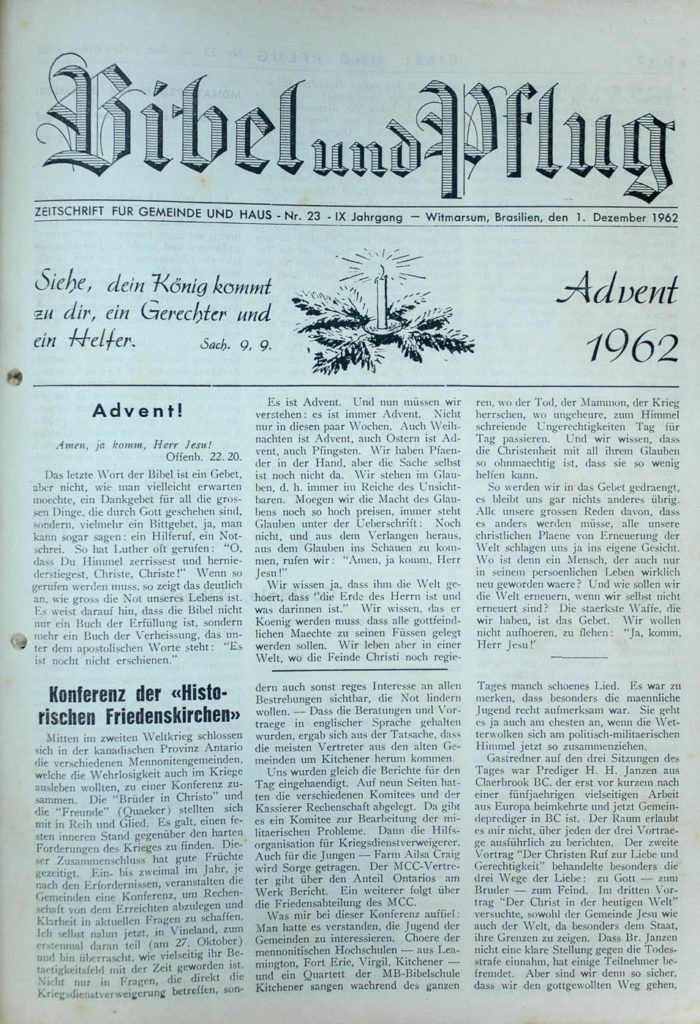 Bibel und Pflug
ZEITSCHRIFT FÜR GEMEINDE UND HAUS - Nr. 23 - IX Jahrgang — Witmarsum, Brasilien, den 1. Dezember 1962
Siehe, dein König kommt
zu dir, ein Gerechter und
ein Helfer. Sach. 9, 9.
Advent
1962
Advent!
Amen, ja komm, Herr Jesu!
Offenb. 22. 20.
Das letzte Wort der Bibel ist ein Gebet,
aber nicht, wie man vielleicht erwarten
moechte, ein Dankgebet für all die gros-
sen Dinge, die durch Gott geschehen sind,
sondern, vielmehr ein Bittgebet, ja, man
kann sogar sagen: ein Hilferuf, ein Not-
schrei. So hat Luther oft gerufen: "O,
dass Du Himmel zerrissest und hernie-
derstiegest, Christe, Christe!" Wenn so
gerufen werden muss, so zeigt das deutlich
an, wie gross die Not unseres Lebens ist.
Es weist darauf hin, dass die Bibel nicht
nur ein Buch der Erfüllung ist, sondern
mehr ein Buch der Verheissung, das un-
ter dem apostolischen Worte steht: "Es
ist nocht nicht erschienen."
Es ist Advent. Und nun müssen wir
verstehen: es ist immer Advent. Nicht
nur in diesen paar Wochen. Auch Weih-
nachten ist Advent, auch Ostern ist Ad-
vent, auch Pfingsten. Wir haben Pfaen-
der in der Hand, aber die Sache selbst
ist noch nicht da. Wir stehen im Glau-
ben, d. h. immer im Reiche des Unsicht-
baren. Moegen wir die Macht des Glau-
bens noch so hoch preisen, immer steht
Glauben unter der Ueberschrift: Noch
nicht, und aus dem Verlangen heraus,
aus dem Glauben ins Schauen zu kom-
men, rufen wir: "Amen, ja komm, Herr
Jesu!"
Wir wissen ja, dass ihm die Welt ge-
hoert, dass "die Erde des Herrn ist und
was darinnen ist." Wir wissen, das er
Koenig werden muss, dass alle gottfeind-
lichen Maechte zu seinen Füssen gelegt
werden sollen. Wir leben aber in einer
Welt, wo die Feinde Christi noch regie-
ren, wo der Tod, der Mammon, der Krieg
herrschen, wo ungeheure, zum Himmel
schreiende Ungerechtigkeiten Tag für
Tag passieren. Und wir wissen, dass
die Christenheit mit all ihrem Glauben
so ohnmaechtig ist, dass sie so wenig
helfen kann.
So werden wir in das Gebet gedraengt,
es bleibt uns gar nichts anderes übrig.
Alle unsere grossen Reden davon, dass
es anders werden müsse, alle unsere
christlichen Plaene von Erneuerung der
Welt schlagen uns ja ins eigene Gesicht.
Wo ist denn ein Mensch, der auch nur
in seinem persoenlichen Leben wirklich
neu geworden waere? Und wie sollen wir
die Welt erneuern, wenn wir selbst nicht
erneuert sind? Die staerkste Waffe, die
wir haben, ist das Gebet. Wir wollen
nicht aufhoeren, zu flehen: "Ja, komm,
Herr Jesu!"
Konferenz der «Histo-
rischen Friedenskirchen»
Mitten im zweiten Weltkrieg schlossen
sich in der kanadischen Provinz Antario
die verschiedenen Mennonitengemeinden,
welche die Wehrlosigkeit auch im Kriege
ausleben wollten, zu einer Konferenz zu-
sammen. Die "Brüder in Christo" und
die "Freunde" (Quaeker) stellten sich
mit in Reih und Glied. Es galt, einen fe-
sten inneren Stand gegenüber den harten
Forderungen des Krieges zu finden. Die-
ser Zusammenschluss hat gute Früchte
gezeitigt. Ein- bis zweimal im Jahr, je
nach den Erfordernissen, veranstalten die
Gemeinden eine Konferenz, um Rechen-
schaft von dem Erreichten abzulegen und
Klarheit in aktuellen Fragen zu schaffen.
Ich selbst nahm jetzt, in Vineland, zum
erstenmal daran teil (am 27. Oktober)
und bin überrascht, wie vielseitig ihr Be-
taetigkeitsfeld mit der Zeit geworden ist.
Nicht nur in Fragen, die direkt die
Kriegsdienstverweigerung betreffen, son-
dern auch sonst reges Interesse an allen
Bestrebungen sichtbar, die Not lindern
wollen. — Dass die Beratungen und Vor-
traege in englischer Sprache gehalten
wurden, ergab sich aus der Tatsache, dass
die meisten Vertreter aus den alten Ge-
meinden um Kitchener herum kommen.
Uns wurden gleich die Berichte für den
Tag eingehaendigt. Auf neun Seiten hat-
ten die verschiedenen Komitees und der
Kassierer Rechenschaft abgelegt. Da gibt
es ein Komitee zur Bearbeitung der mi-
litaerischen Probleme. Dann die Hilfs-
organisation für Kriegsdienstverweigerer.
Auch für die Jungen — Farm Ailsa Craig
wird Sorge getragen. Der MCC-Vertre-
ter gibt über den Anteil Ontarios am
Werk Bericht. Ein weiterer folgt über
die Friedensabteilung des MCC.
Was mir bei dieser Konferenz auffiel:
Man hatte es verstanden, die Jugend der
Gemeinden zu interessieren. Choere der
mennonitischen Hochschulen — aus Lea-
mington, Fort Erie, Virgil, Kitchener —
und ein Quartett der MB-Bibelschule
Kitchener sangen waehrend des ganzen
Tages manch schoenes Lied. Es war zu
merken, dass besonders die maennliche
Jugend recht aufmerksam war. Sie geht
es ja auch am ehesten an, wenn die Wet-
terwolken sich am politisch-militaerischen
Himmel jetzt so zusammenziehen.
Gastredner auf den drei Sitzungen des
Tages war Prediger H. H. Janzen aus
Claerbrook BC. der erst vor kurzem nach
einer fünfjaehrigen vielseitigen Arbeit
aus Europa heimkehrte und jetzt Gemein-
deprediger in BC ist. Der Raum erlaubt
es mir nicht, über jeden der drei Vortrae-
ge ausführlich zu berichten. Der zweite
Vortrag "Der Christen Ruf zur Liebe und
Gerechtigkeit" behandelte besonders die
drei Wege der Liebe: zu Gott — zum
Bruder — zum Feind. Im dritten Vor-
trag "Der Christ in der heutigen Welt"
versuchte, sowohl der Gemeinde Jesu wie
auch der Welt, da besonders dem Staat,
ihre Grenzen zu zeigen. Dass Br. Janzen
nicht eine klare Stellung gegen die Todes-
strafe einnahm, hat einige Teilnehmer be-
fremdet. Aber sind wir denn so sicher,
dass wir den gottgewollten Weg gehen,